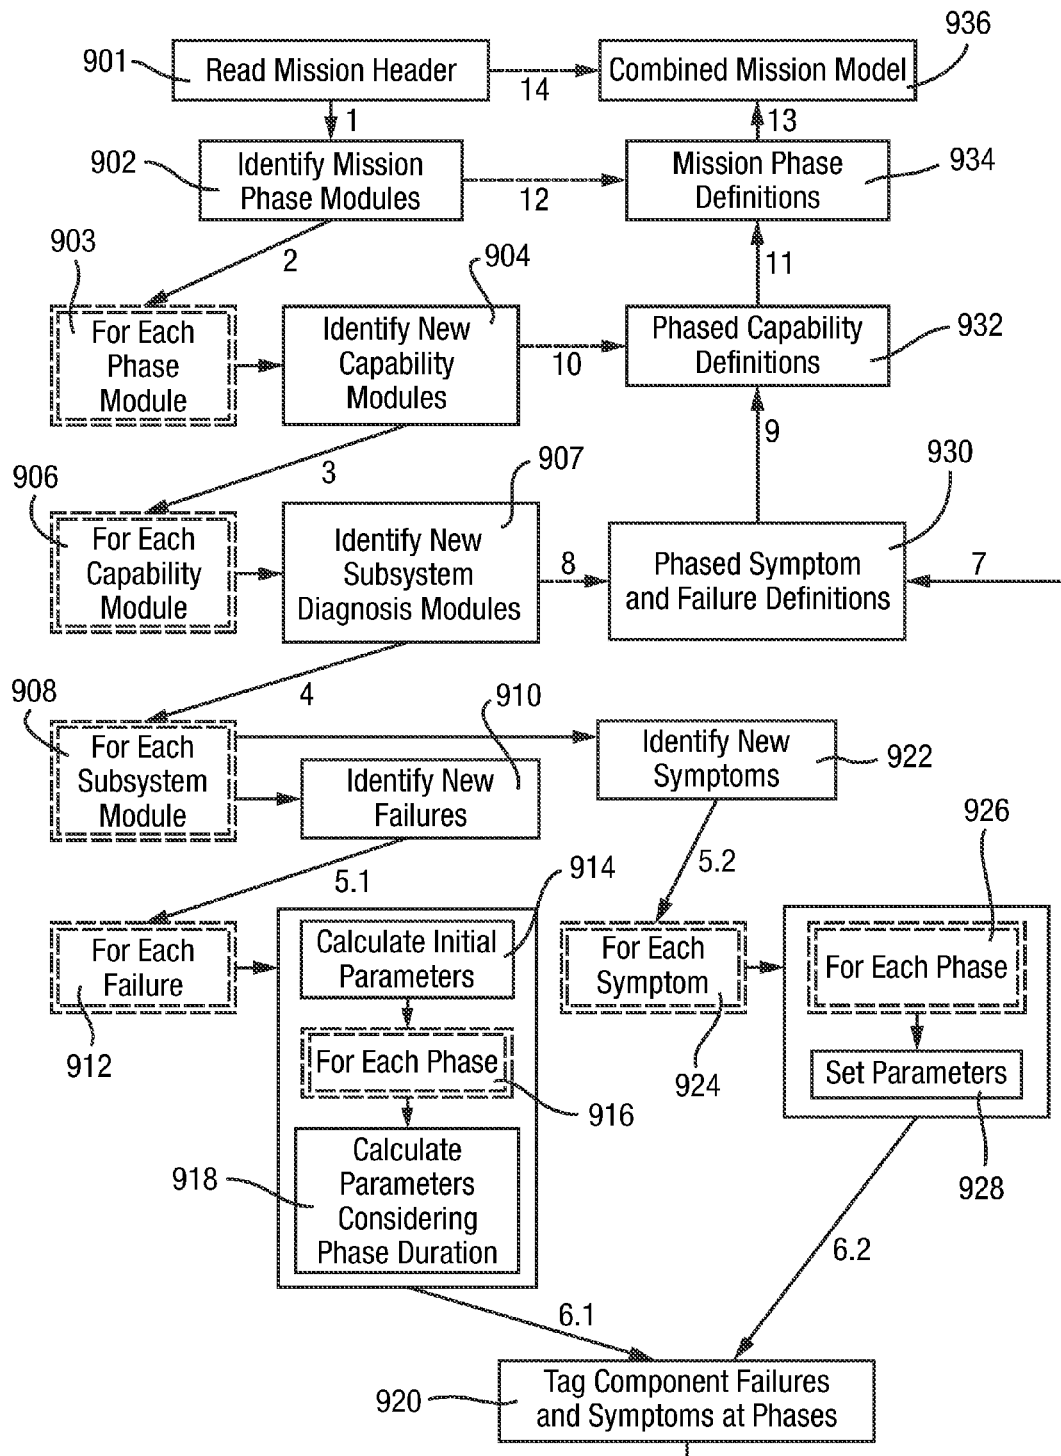 936
901
Read Mission Header
14
Combined Mission Model
1
13
902
Identify Mission
Phase Modules
12
Mission Phase
Definitions
934
903
2
904
11
For Each
Phase
Module
Identify New
Capability
Modules
10
Phased Capability
Definitions
932
3
907
9
930
906
For Each
Capability
Module
Identify New
Subsystem
Diagnosis Modules
8
Phased Symptom
and Failure Definitions
7
908
4
910
For Each
Subsystem
Module
Identify New
Failures
Identify New
Symptoms
922
5.1
914
5.2
926
For Each
Failure
912
Calculate Initial
Parameters
For Each Phase
916
For Each
Symptom
924
For Each Phase
Set Parameters
928
918
Calculate
Parameters
Considering
Phase Duration
6.1
6.2
920
Tag Component Failures
and Symptoms at Phases